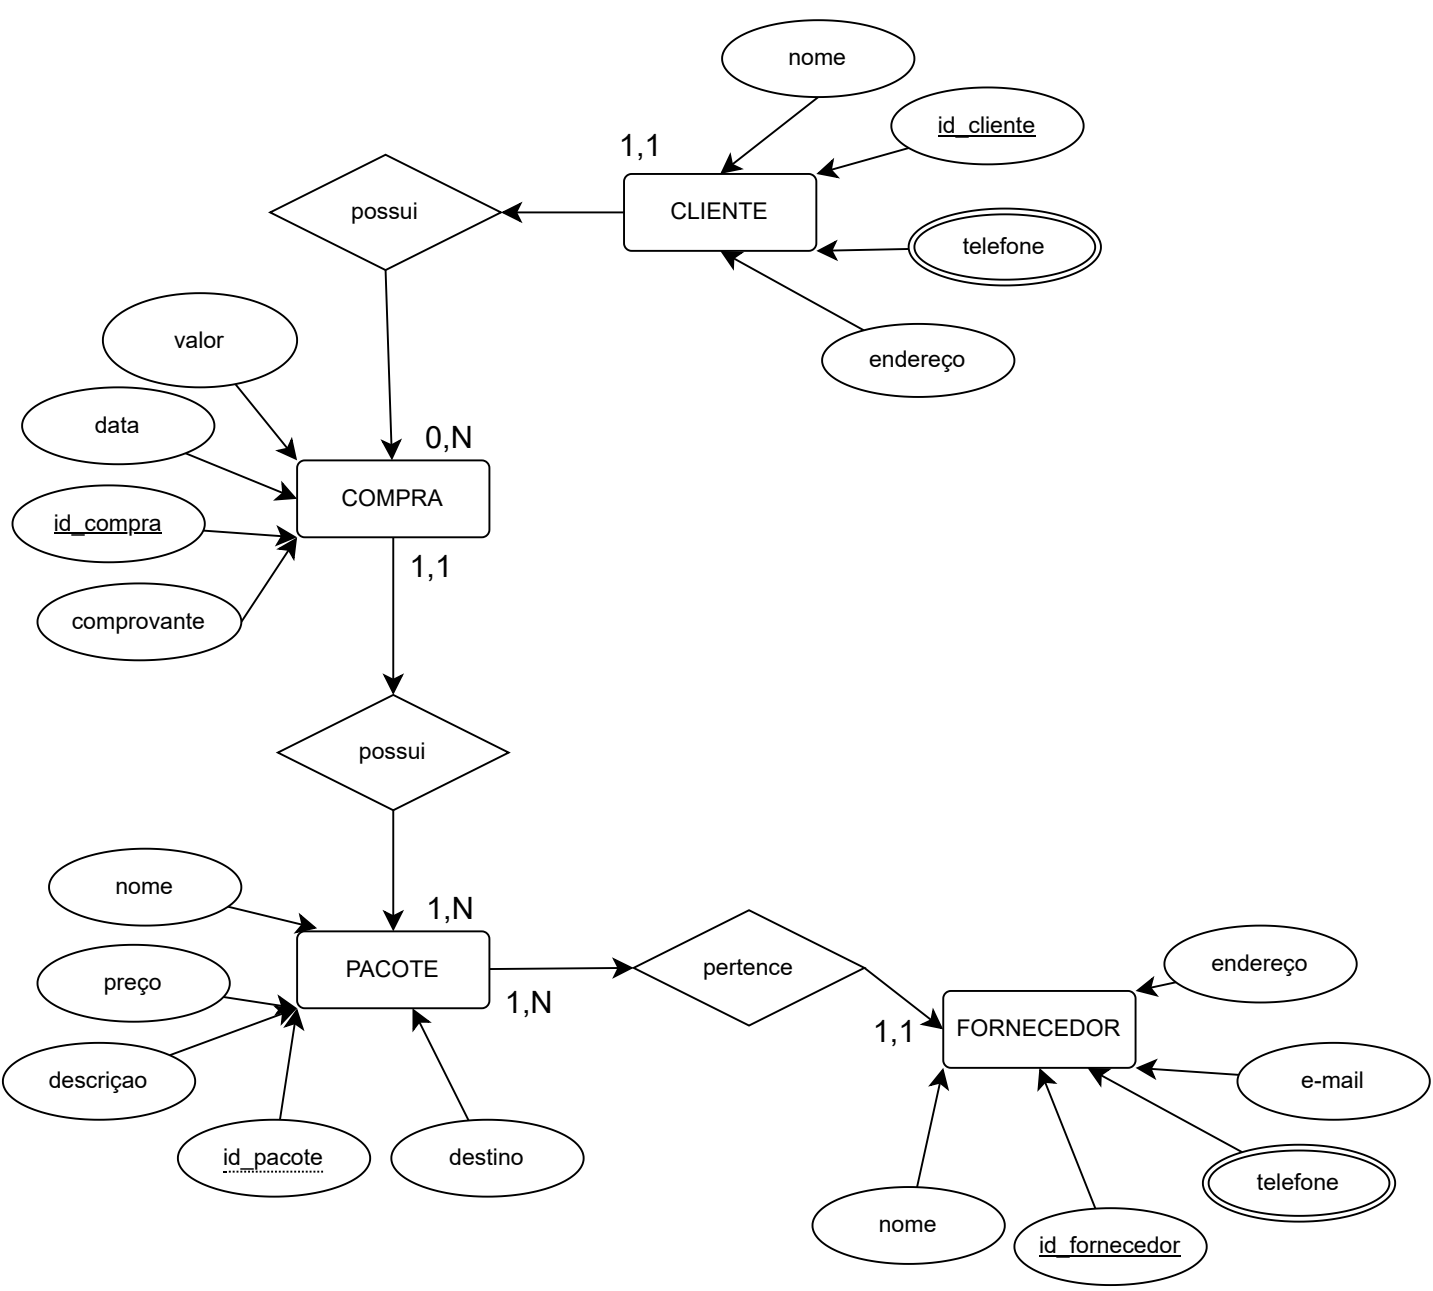 nome
id_cliente
1,1
possui
CLIENTE
telefone
valor
endereço
data
0,N
COMPRA
id_compra
1,1
comprovante
possui
nome
1,N
preço
PACOTE
pertence
endereço
1,N
1,1
FORNECEDOR
descriçao
e-mail
id_pacote
destino
telefone
nome
id_fornecedor